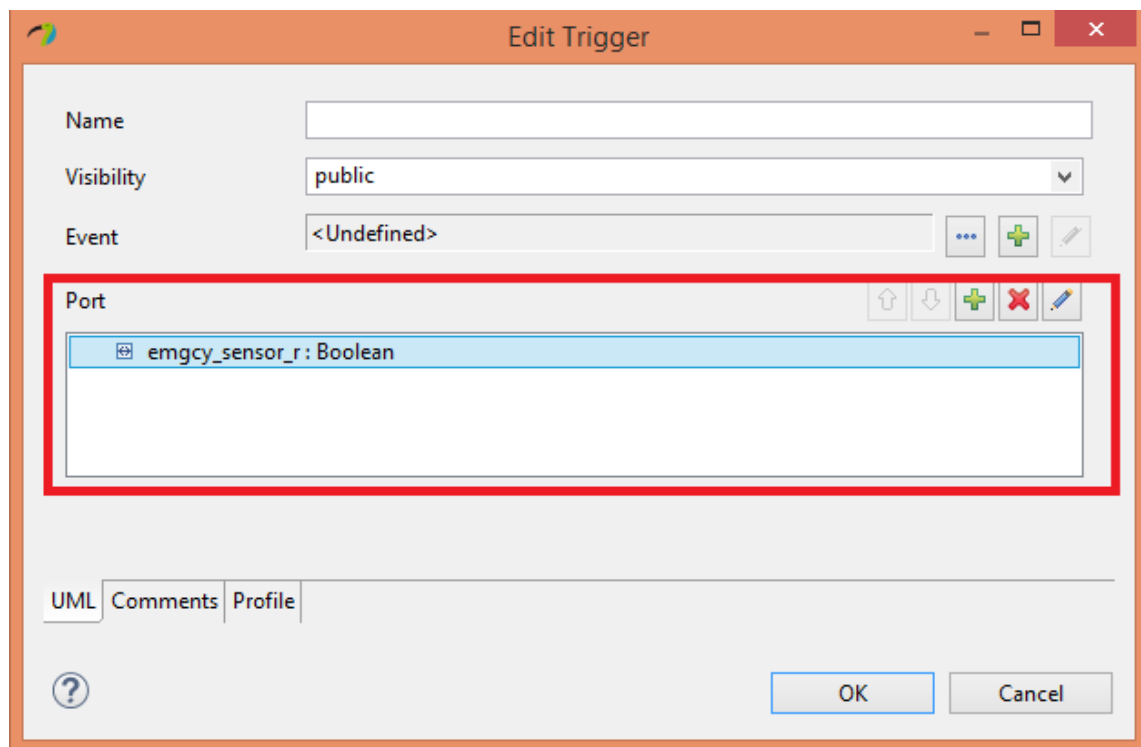 Edit Trigger
Name
Visibility public
Event <Undefined>
Port
emgcy_sensor_r : Boolean
UML Comments Profile
OK Cancel